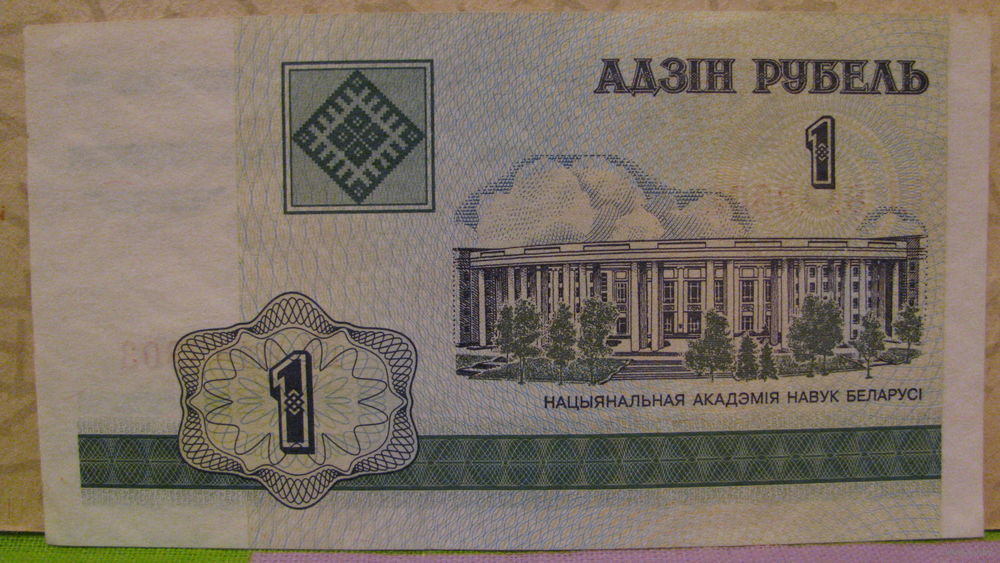 АДЗІН РУБЕЛЬ
1
НАЦЫЯНАЛЬНАЯ АКАДЭМІЯ НАВУК БЕЛАРУСІ
1